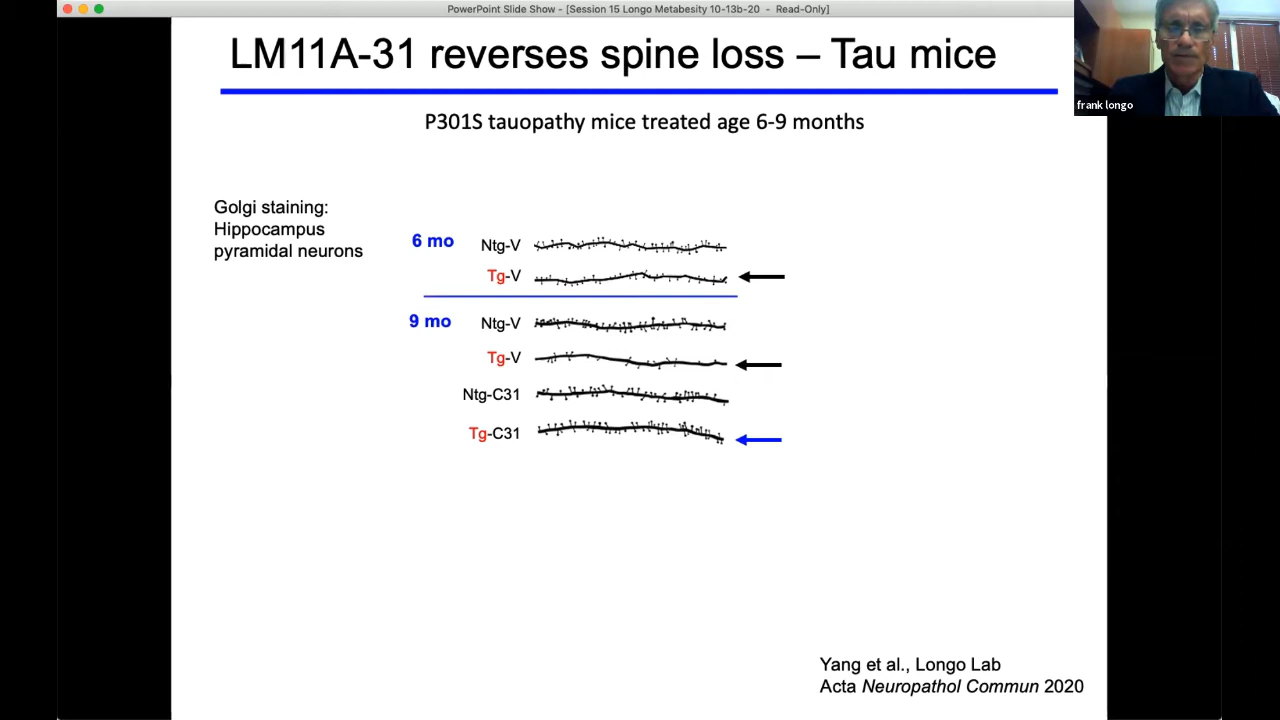 PowerPoint Slide Show - [Session 15 Longo Metabesity 10-13b-20 - Read-Only]
frank longo
LM11A-31 reverses spine loss – Tau mice
P301S tauopathy mice treated age 6-9 months
Golgi staining:
Hippocampus
pyramidal neurons
6 mo
Ntg-V
Tg-V
9 mo
Ntg-V
Tg-V
Ntg-C31
Tg-C31
Yang et al., Longo Lab
Acta Neuropathol Commun 2020